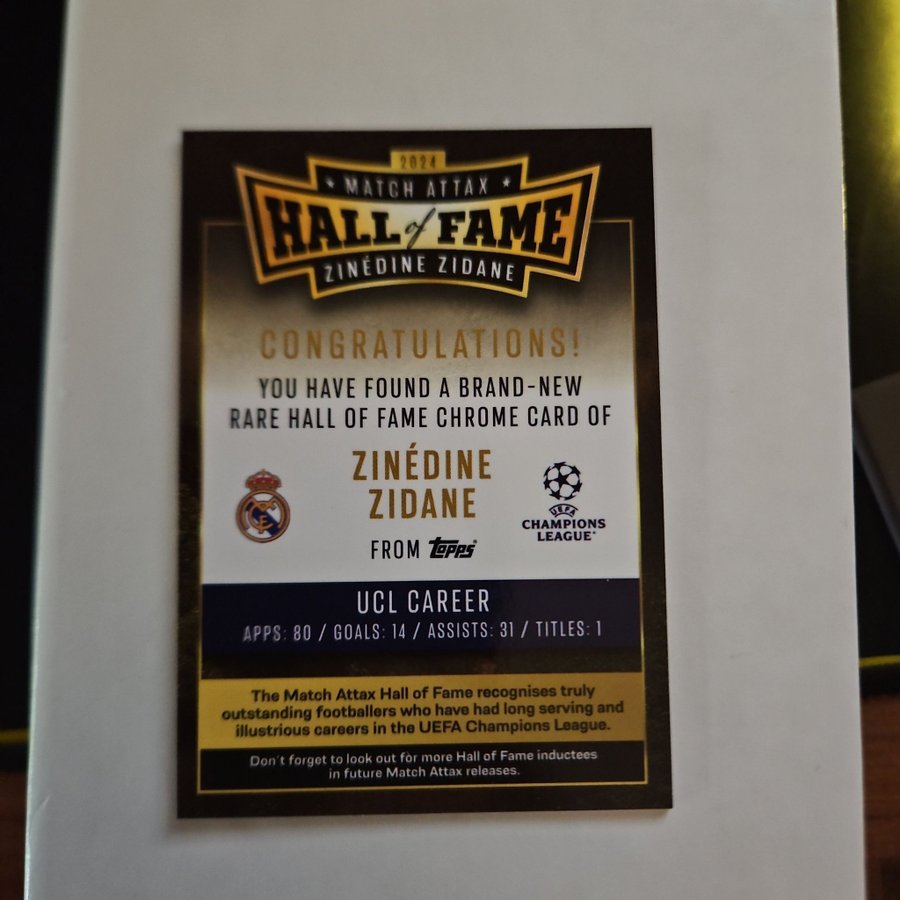 2024
MATCH ATTAX
HALL of FAME
ZINÉDINE ZIDANE
CONGRATULATIONS!
YOU HAVE FOUND A BRAND-NEW
RARE HALL OF FAME CHROME CARD OF
ZINÉDINE
ZIDANE
UEFA
CHAMPIONS
LEAGUE®
FROM topps®
UCL CAREER
APPS: 80 / GOALS: 14 / ASSISTS: 31 / TITLES: 1
The Match Attax Hall of Fame recognises truly
outstanding footballers who have had long serving and
illustrious careers in the UEFA Champions League.
Don't forget to look out for more Hall of Fame inductees
in future Match Attax releases.